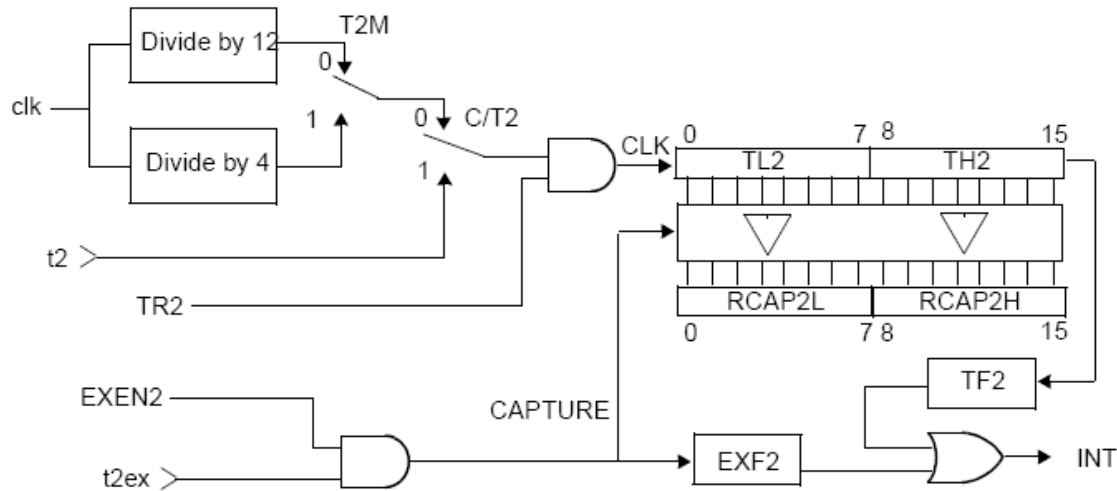 T2M
Divide by 12
0
clk
1
0
C/T2
Divide by 4
1
CLK
0
7
8
15
TL2
TH2
t2
TR2
RCAP2L
RCAP2H
0
7
8
15
EXEN2
CAPTURE
TF2
t2ex
EXF2
INT